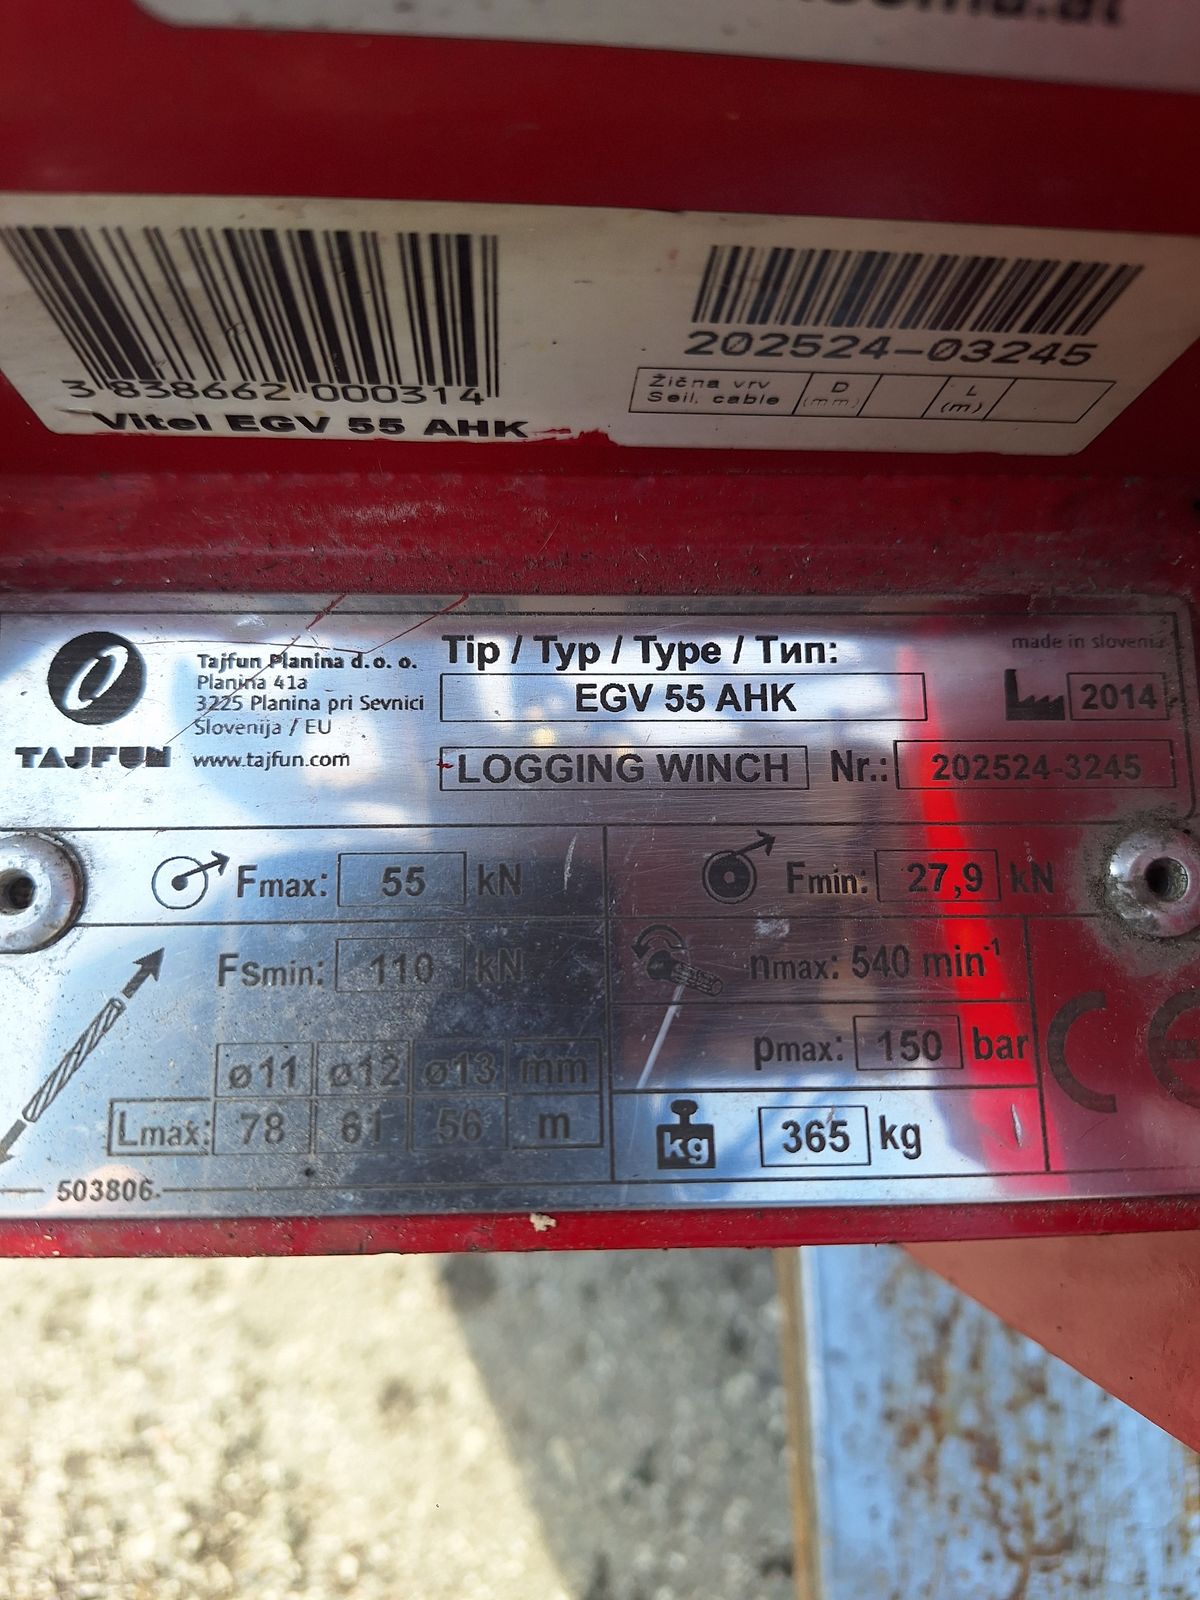 3 838662 000314
Vitel EGV 55 AHK
202524-03245
Žična vrv
Seil, cable
D
(mm)
L
(m)
TAJFUN
Tajfun Planina d.o.o.
Planina 41a
3225 Planina pri Sevnici
Slovenija / EU
www.tajfun.com
Tip / Typ / Type / Тип:
EGV 55 AHK
made in slovenia
2014
LOGGING WINCH Nr.: 202524-3245
Fmax: 55 kN
Fmin: 27,9 kN
Fsmin: 110 kN
nmax: 540 min-1
pmax: 150 bar
CE
ø11 ø12 ø13 mm
Lmax: 78 61 56 m
kg 365 kg
503806